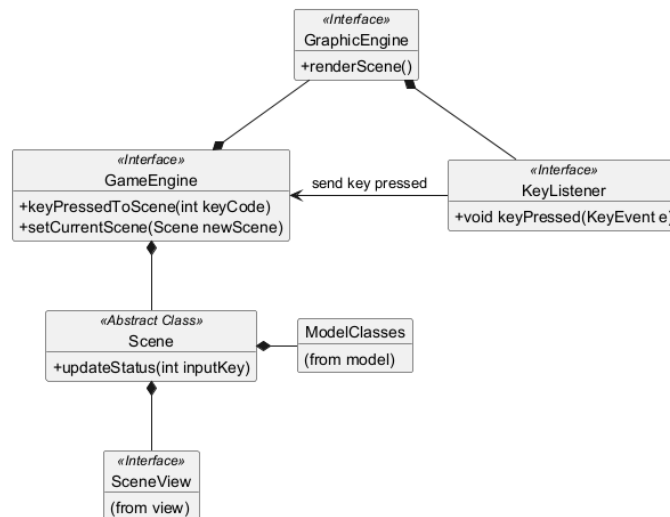 «Interface»
GraphicEngine
+renderScene()
«Interface»
GameEngine
+keyPressedToScene(int keyCode)
+setCurrentScene(Scene newScene)
send key pressed
«Interface»
KeyListener
+void keyPressed(KeyEvent e)
«Abstract Class»
Scene
+updateStatus(int inputKey)
ModelClasses
(from model)
«Interface»
SceneView
(from view)